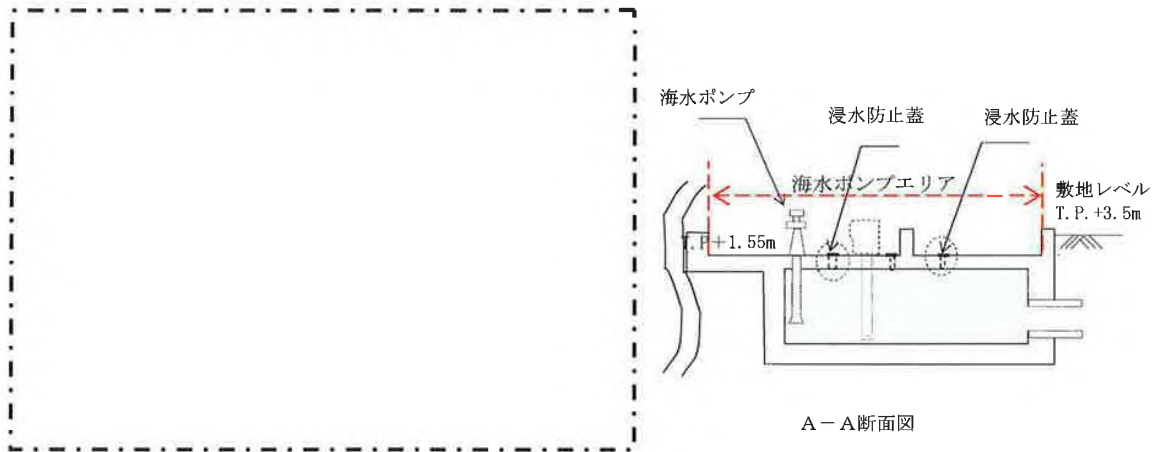 海水ポンプ
浸水防止蓋
浸水防止蓋
海水ポンプエリア
敷地レベル
T.P.+3.5m
T.P+1.55m
A-A断面図